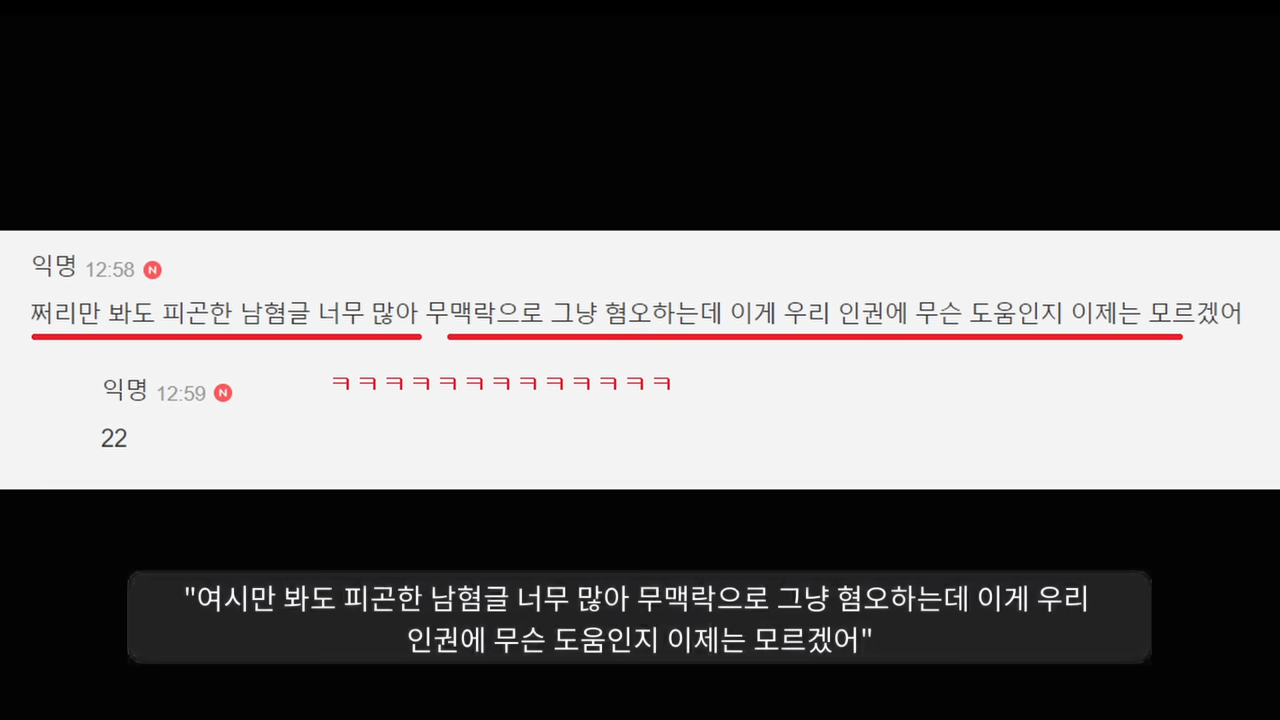 익명 12:58 N
쩌리만 봐도 피곤한 남혐글 너무 많아 무맥락으로 그냥 혐오하는데 이게 우리 인권에 무슨 도움인지 이제는 모르겠어
익명 12:59 N
ㅋㅋㅋㅋㅋㅋㅋㅋㅋㅋㅋㅋㅋ
22
"여시만 봐도 피곤한 남혐글 너무 많아 무맥락으로 그냥 혐오하는데 이게 우리
인권에 무슨 도움인지 이제는 모르겠어"